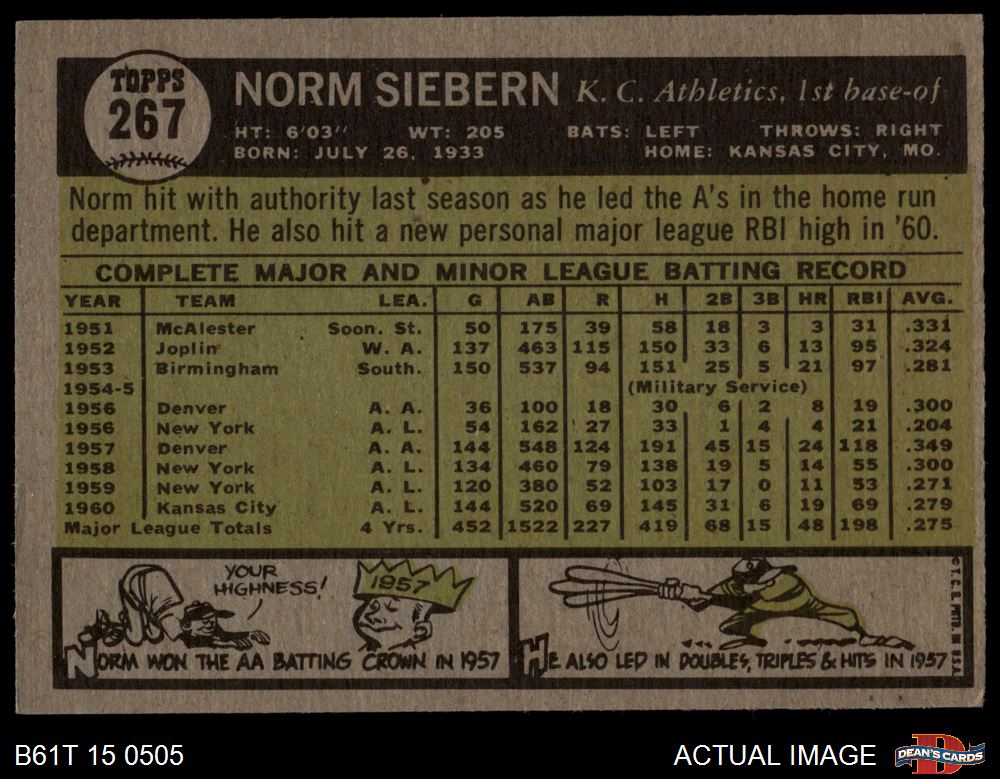 TOPPS
267
NORM SIEBERN K. C. Athletics, 1st base-of
HT: 6'03" WT: 205 BATS: LEFT THROWS: RIGHT
BORN: JULY 26, 1933 HOME: KANSAS CITY, MO.
Norm hit with authority last season as he led the A's in the home run
department. He also hit a new personal major league RBI high in '60.
COMPLETE MAJOR AND MINOR LEAGUE BATTING RECORD
YEAR TEAM LEA. G AB R H 2B 3B HR RBI AVG.
1951 McAlester Soon. St. 50 175 39 58 18 3 3 31 .331
1952 Joplin W. A. 137 463 115 150 33 6 13 95 .324
1953 Birmingham South. 150 537 94 151 25 5 21 97 .281
1954-5 (Military Service)
1956 Denver A. A. 36 100 18 30 6 2 8 19 .300
1956 New York A. L. 54 162 27 33 1 4 4 21 .204
1957 Denver A. A. 144 548 124 191 45 15 24 118 .349
1958 New York A. L. 134 460 79 138 19 5 14 55 .300
1959 New York A. L. 120 380 52 103 17 0 11 53 .271
1960 Kansas City A. L. 144 520 69 145 31 6 19 69 .279
Major League Totals 4 Yrs. 452 1522 227 419 68 15 48 198 .275
YOUR
HIGHNESS!
1957
NORM WON THE AA BATTING CROWN IN 1957
HE ALSO LED IN DOUBLES, TRIPLES & HITS IN 1957
© T. C. G. PRTD. IN U.S.A.
B61T 15 0505
ACTUAL IMAGE
DEAN'S CARDS